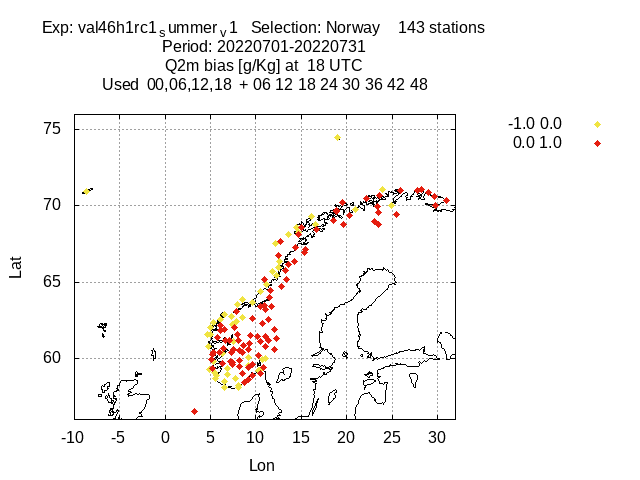 Exp: val46h1rc1summerv1 Selection: Norway 143 stations
Period: 20220701-20220731
Q2m bias [g/Kg] at 18 UTC
Used 00,06,12,18 + 06 12 18 24 30 36 42 48
-1.0 0.0
0.0 1.0
75
70
65
60
Lat
-10 -5 0 5 10 15 20 25 30
Lon